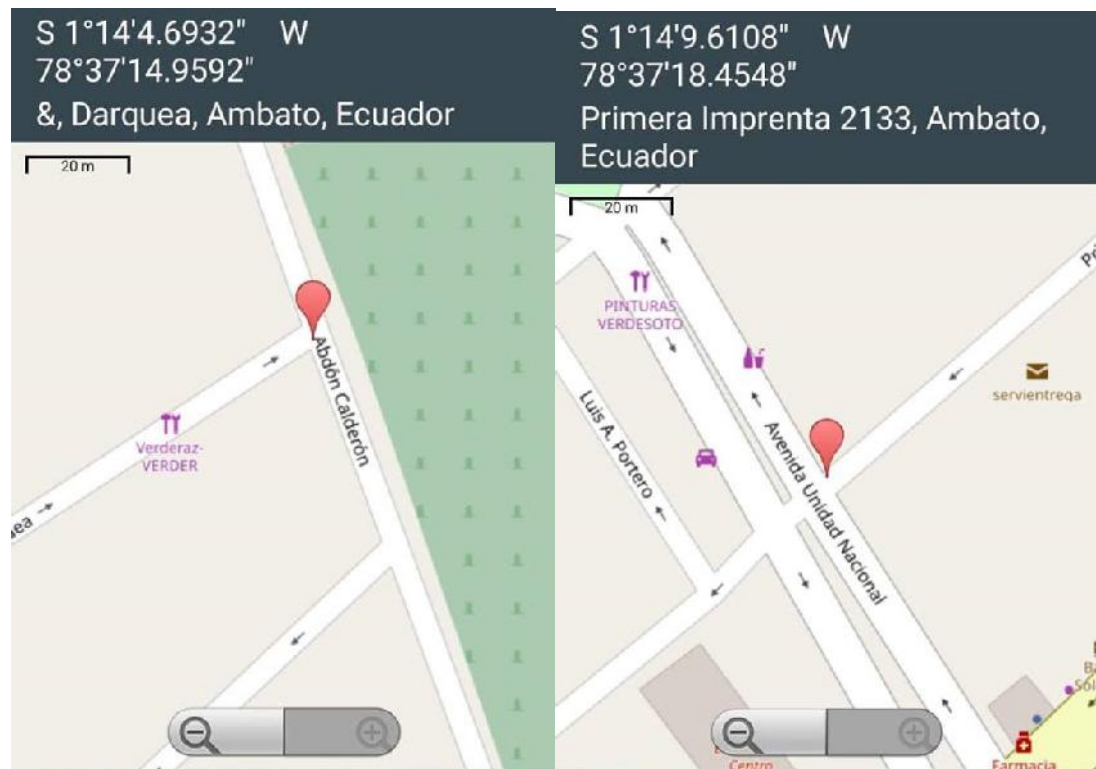 S 1°14'4.6932" W
78°37'14.9592"
&, Darquea, Ambato, Ecuador
20 m
Abdón Calderón
Verderaz-
VERDER
S 1°14'9.6108" W
78°37'18.4548"
Primera Imprenta 2133, Ambato,
Ecuador
20 m
PINTURAS
VERDESOTO
servientrega
Luis A. Portero
Avenida Unidad Nacional
Centro
Farmacia